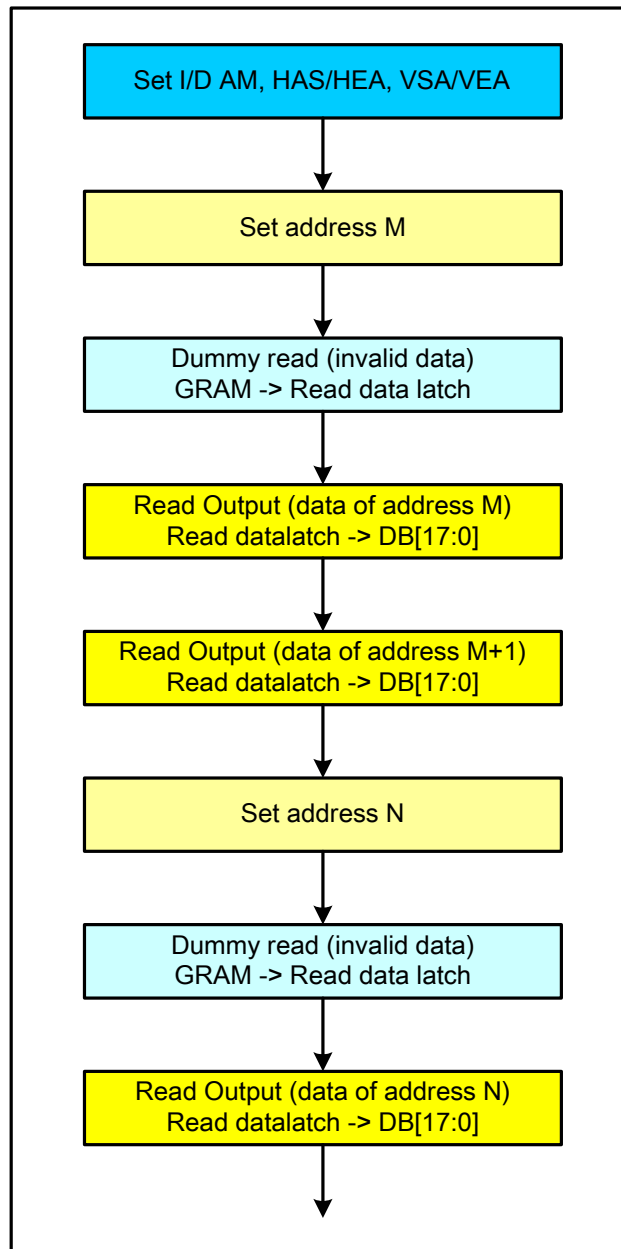 Set I/D AM, HAS/HEA, VSA/VEA
Set address M
Dummy read (invalid data)
GRAM -> Read data latch
Read Output (data of address M)
Read datalatch -> DB[17:0]
Read Output (data of address M+1)
Read datalatch -> DB[17:0]
Set address N
Dummy read (invalid data)
GRAM -> Read data latch
Read Output (data of address N)
Read datalatch -> DB[17:0]